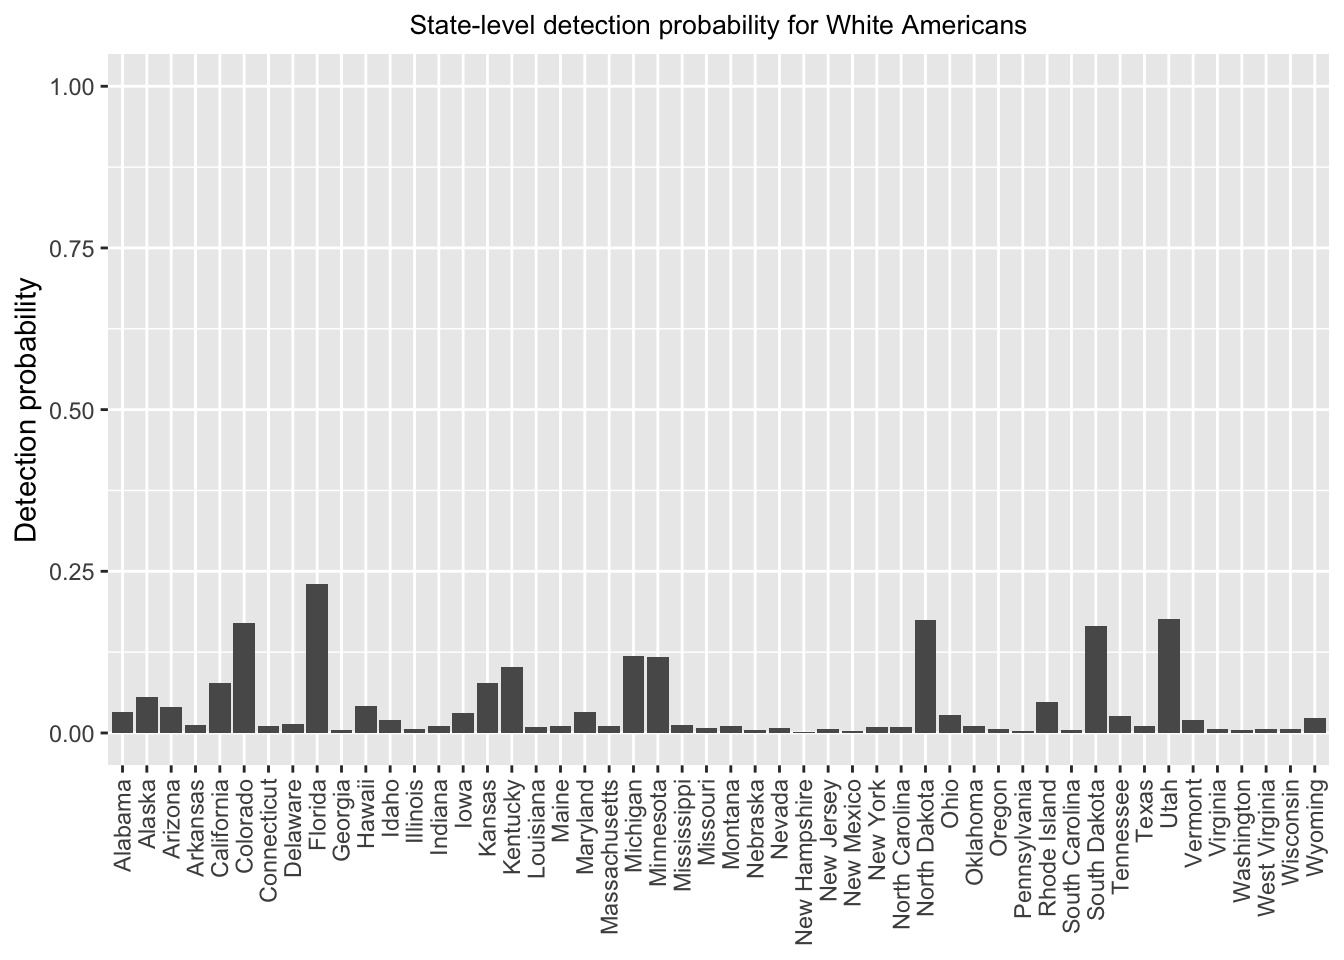 State-level detection probability for White Americans
1.00
0.75
0.50
0.25
0.00
Detection probability
Alabama
Alaska
Arizona
Arkansas
California
Colorado
Connecticut
Delaware
Florida
Georgia
Hawaii
Idaho
Illinois
Indiana
Iowa
Kansas
Kentucky
Louisiana
Maine
Maryland
Massachusetts
Michigan
Minnesota
Mississippi
Missouri
Montana
Nebraska
Nevada
New Hampshire
New Jersey
New Mexico
New York
North Carolina
North Dakota
Ohio
Oklahoma
Oregon
Pennsylvania
Rhode Island
South Carolina
South Dakota
Tennessee
Texas
Utah
Vermont
Virginia
Washington
West Virginia
Wisconsin
Wyoming